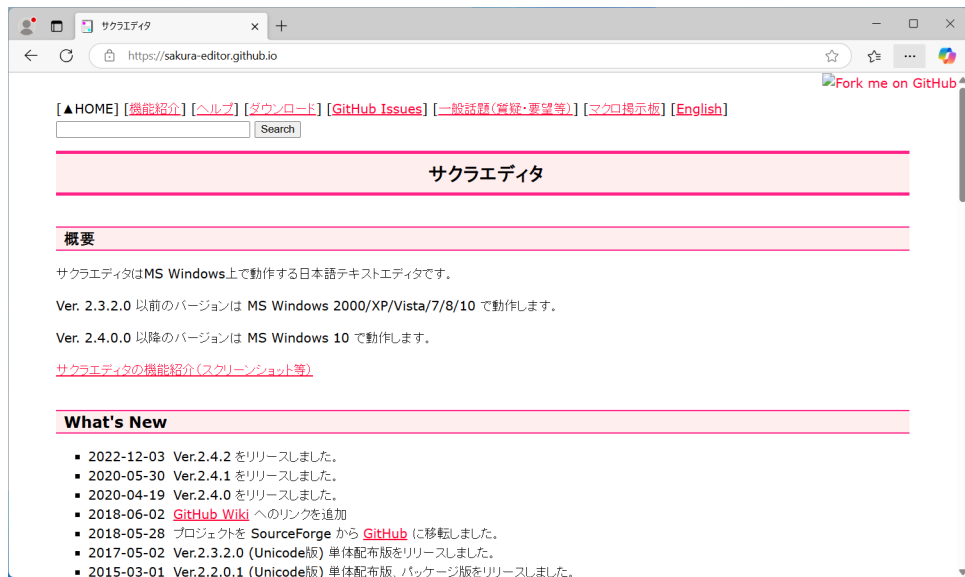 サクラエディタ
https://sakura-editor.github.io
Fork me on GitHub
[▲HOME] [機能紹介] [ヘルプ] [ダウンロード] [GitHub Issues] [一般話題(質疑・要望等)] [マクロ掲示板] [English]
Search
サクラエディタ
概要
サクラエディタはMS Windows上で動作する日本語テキストエディタです。
Ver. 2.3.2.0 以前のバージョンは MS Windows 2000/XP/Vista/7/8/10 で動作します。
Ver. 2.4.0.0 以降のバージョンは MS Windows 10 で動作します。
サクラエディタの機能紹介(スクリーンショット等)
What's New
2022-12-03 Ver.2.4.2 をリリースしました。
2020-05-30 Ver.2.4.1 をリリースしました。
2020-04-19 Ver.2.4.0 をリリースしました。
2018-06-02 GitHub Wiki へのリンクを追加
2018-05-28 プロジェクトを SourceForge から GitHub に移転しました。
2017-05-02 Ver.2.3.2.0 (Unicode版) 単体配布版をリリースしました。
2015-03-01 Ver.2.2.0.1 (Unicode版) 単体配布版、パッケージ版をリリースしました。